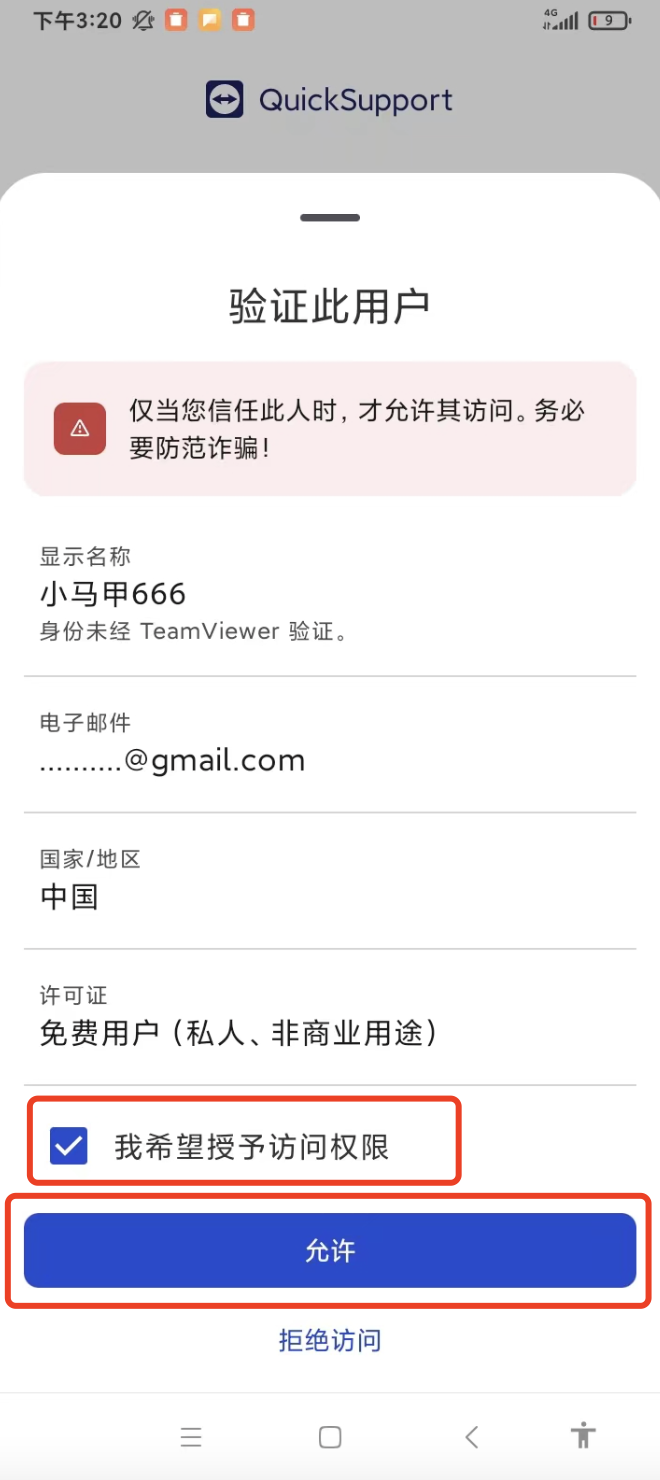 下午3:20
4G
9
QuickSupport
验证此用户
仅当您信任此人时，才允许其访问。务必
要防范诈骗！
显示名称
小马甲666
身份未经 TeamViewer 验证。
电子邮件
..........@gmail.com
国家/地区
中国
许可证
免费用户（私人、非商业用途）
我希望授予访问权限
允许
拒绝访问